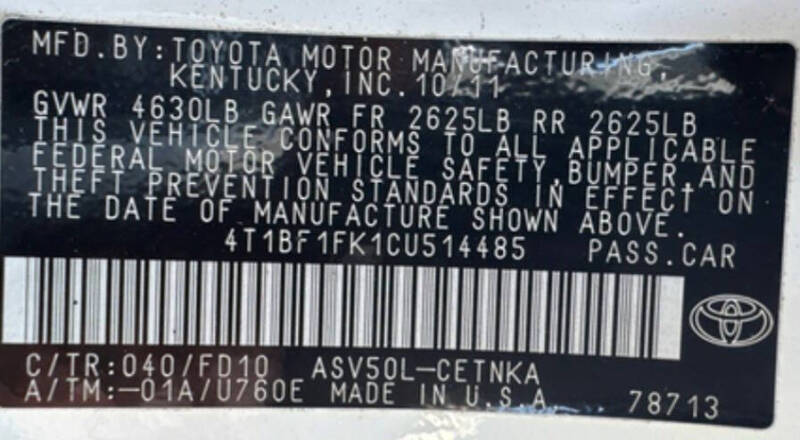 MFD.BY:TOYOTA MOTOR MANUFACTURING,
KENTUCKY,INC. 10/11
GVWR 4630LB GAWR FR 2625LB RR 2625LB
THIS VEHICLE CONFORMS TO ALL APPLICABLE
FEDERAL MOTOR VEHICLE SAFETY,BUMPER,AND
THEFT PREVENTION STANDARDS IN EFFECT ON
THE DATE OF MANUFACTURE SHOWN ABOVE.
4T1BF1FK1CU514485 PASS.CAR
C/TR:040/FD10 ASV50L-CETNKA
A/TM:-01A/U760E MADE IN U.S.A 78713